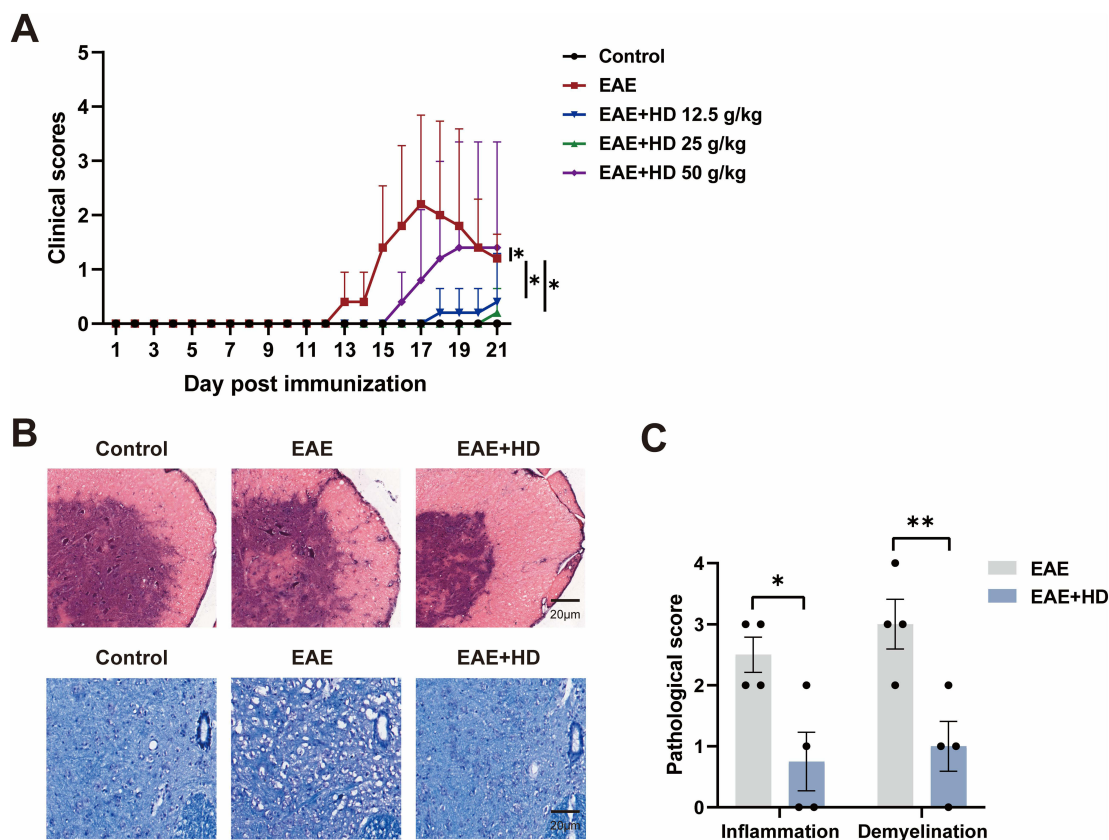 A
5
4
3
2
1
0
Clinical scores
1 3 5 7 9 11 13 15 17 19 21
Day post immunization
Control
EAE
EAE+HD 12.5 g/kg
EAE+HD 25 g/kg
EAE+HD 50 g/kg
*
*
*
B
Control EAE EAE+HD
20μm
Control EAE EAE+HD
20μm
C
Pathological score
4
3
2
1
0
*
**
Inflammation Demyelination
EAE
EAE+HD